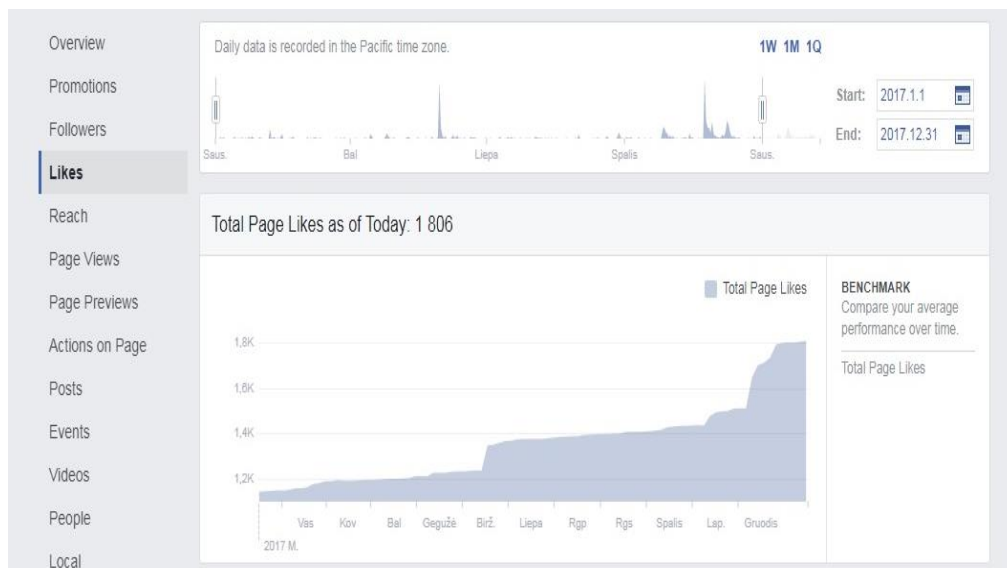 Overview
Promotions
Followers
Likes
Reach
Page Views
Page Previews
Actions on Page
Posts
Events
Videos
People
Local
Daily data is recorded in the Pacific time zone.
1W 1M 1Q
Start: 2017.1.1
End: 2017.12.31
Saus. Bal Liepa Spalis Saus.
Total Page Likes as of Today: 1 806
Total Page Likes
1,8K
1,6K
1,4K
1,2K
Vas Kov Bal Gegužė Birž. Liepa Rgp Rgs Spalis Lap. Gruodis
2017 M.
BENCHMARK
Compare your average
performance over time.
Total Page Likes